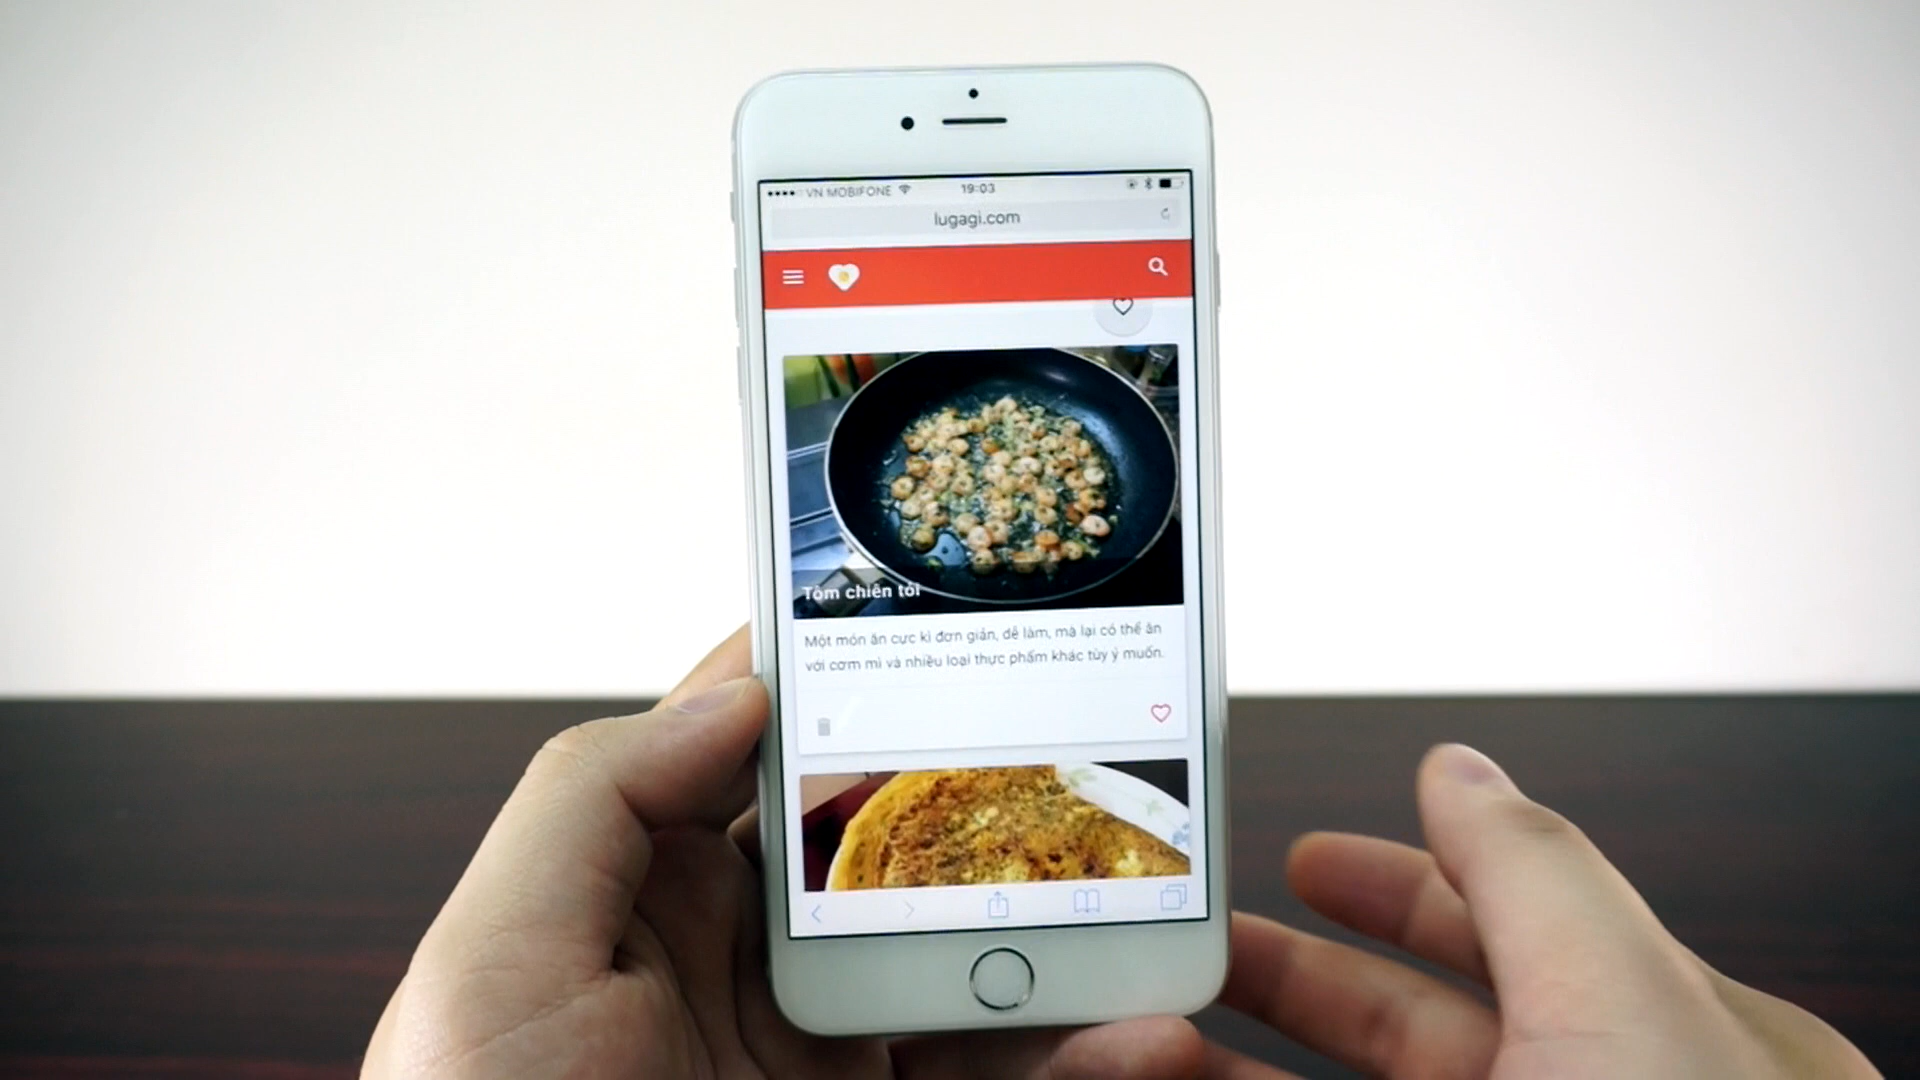 VN MOBIFONE 19:03
lugagi.com
Tôm chiên tỏi
Một món ăn cực kì đơn giản, dễ làm, mà lại có thể ăn
với cơm mì và nhiều loại thực phẩm khác tùy ý muốn.